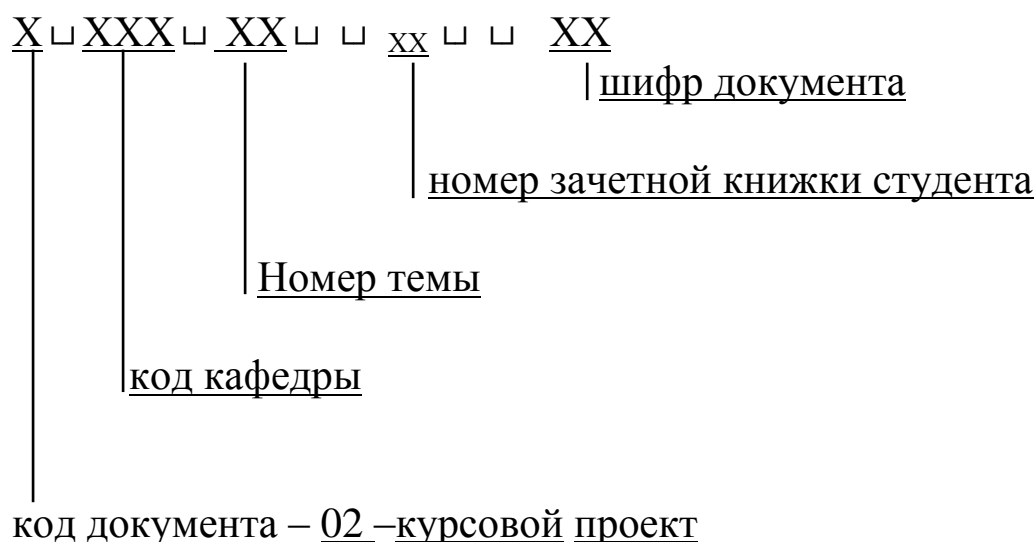 X ⊔ XXX ⊔ XX ⊔ ⊔ XX ⊔ ⊔ XX
шифр документа
номер зачетной книжки студента
Номер темы
код кафедры
код документа – 02 –курсовой проект